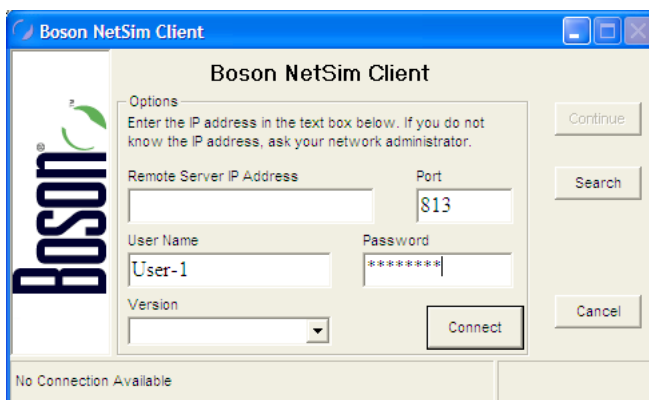 Boson NetSim Client
Boson NetSim Client
Options
Enter the IP address in the text box below. If you do not
know the IP address, ask your network administrator.
Continue
Remote Server IP Address Port
Search
813
User Name Password
User-1 ********
Version
Cancel
Connect
No Connection Available
Boson®